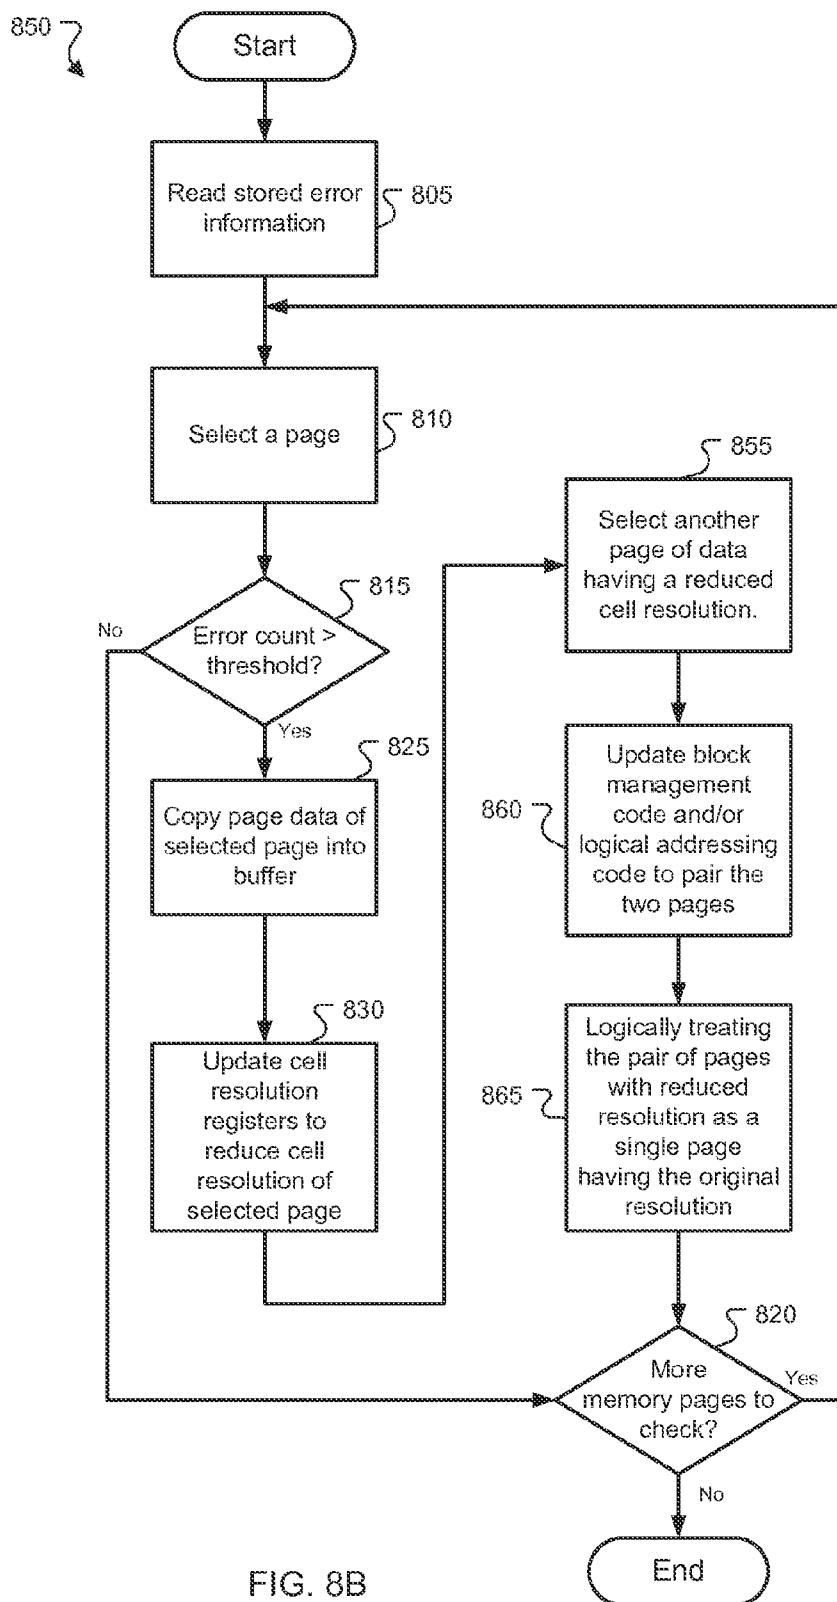 850
Start
Read stored error
information
805
Select a page
810
Error count >
threshold?
815
No
Yes
Copy page data of
selected page into
buffer
825
Update cell
resolution
registers to
reduce cell
resolution of
selected page
830
Select another
page of data
having a reduced
cell resolution.
855
Update block
management
code and/or
logical addressing
code to pair the
two pages
860
Logically treating
the pair of pages
with reduced
resolution as a
single page
having the original
resolution
865
More
memory pages to
check?
820
Yes
No
End
FIG. 8B